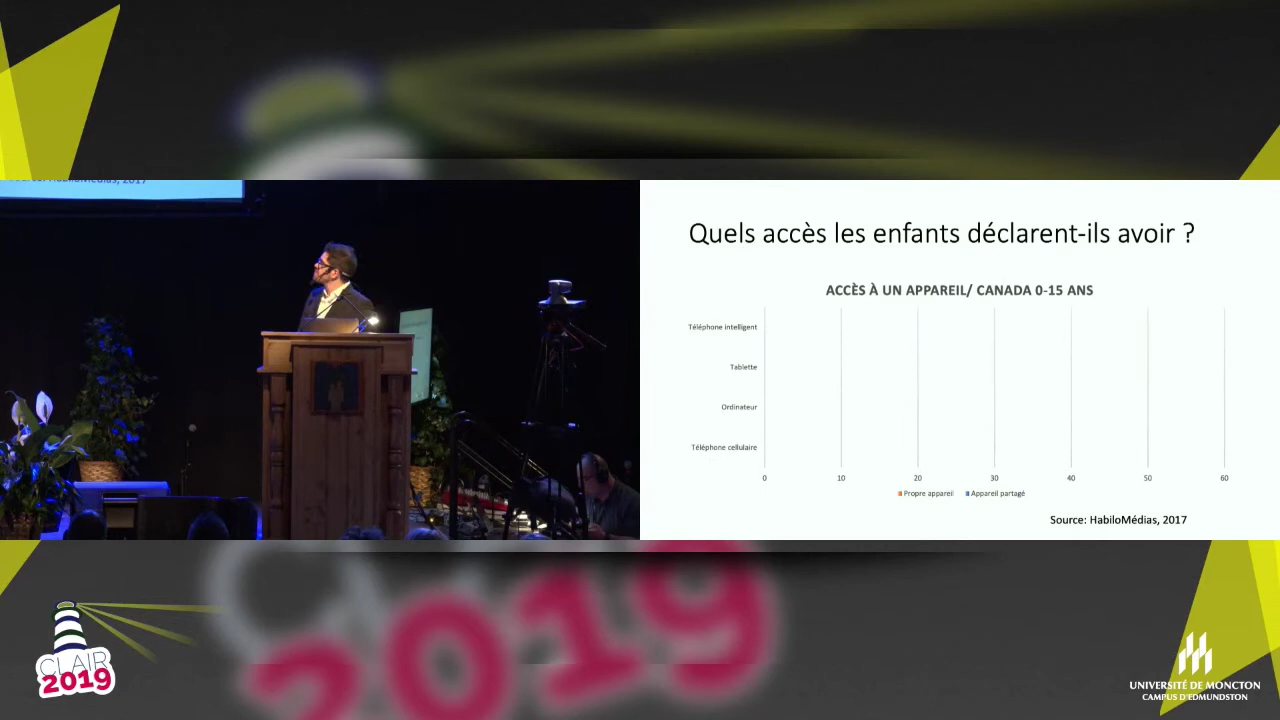 2017
Quels accès les enfants déclarent-ils avoir ?
ACCÈS À UN APPAREIL/ CANADA 0-15 ANS
Téléphone intelligent
Tablette
Ordinateur
Téléphone cellulaire
0 10 20 30 40 50 60
Propre appareil Appareil partagé
Source: HabiloMédias, 2017
2019
CLAIR
2019
UNIVERSITÉ DE MONCTON
CAMPUS D'EDMUNDSTON